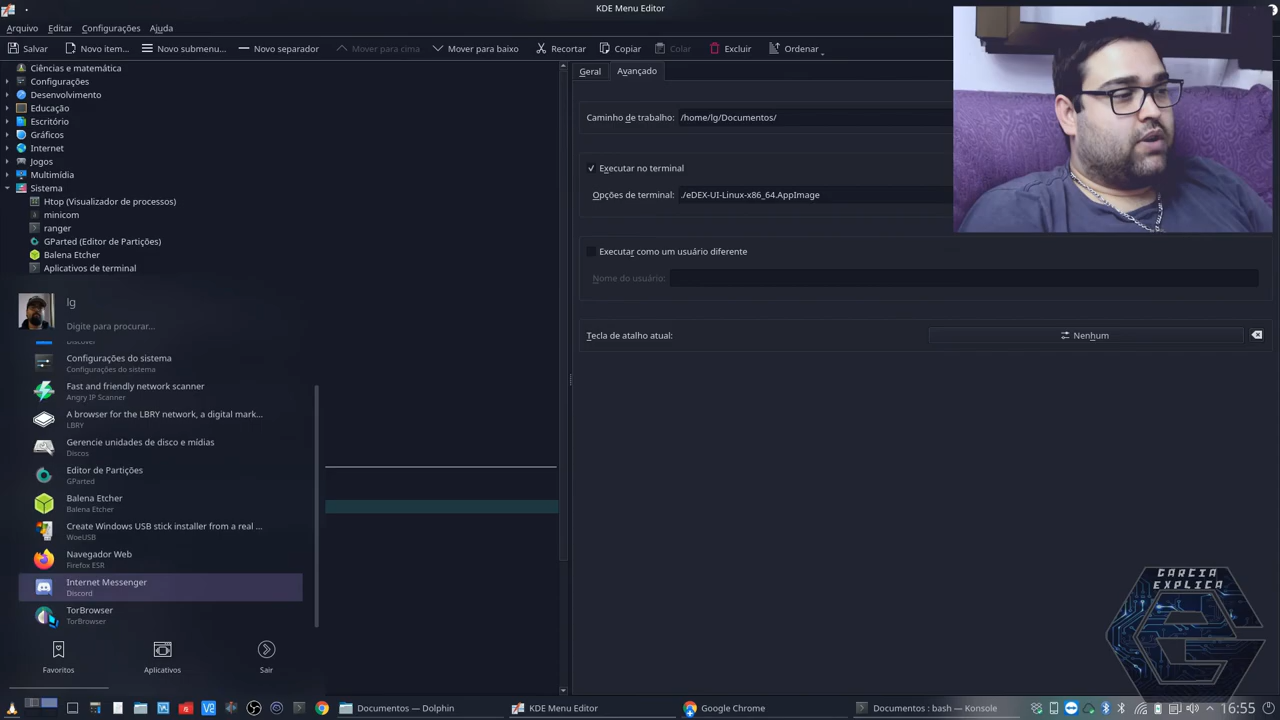 KDE Menu Editor
Arquivo Editar Configurações Ajuda
Salvar Novo item... Novo submenu... Novo separador Mover para cima Mover para baixo Recortar Copiar Colar Excluir Ordenar
Ciências e matemática
Configurações
Desenvolvimento
Educação
Escritório
Gráficos
Internet
Jogos
Multimídia
Sistema
Htop (Visualizador de processos)
minicom
ranger
GParted (Editor de Partições)
Balena Etcher
Aplicativos de terminal
Geral Avançado
Caminho de trabalho: /home/lg/Documentos/
Executar no terminal
Opções de terminal: ./eDEX-UI-Linux-x86_64.AppImage
Executar como um usuário diferente
Nome do usuário:
Tecla de atalho atual: Nenhum
lg
Digite para procurar...
Discover
Configurações do sistema
Configurações do sistema
Fast and friendly network scanner
Angry IP Scanner
A browser for the LBRY network, a digital mark...
LBRY
Gerencie unidades de disco e mídias
Discos
Editor de Partições
GParted
Balena Etcher
Balena Etcher
Create Windows USB stick installer from a real ...
WoeUSB
Navegador Web
Firefox ESR
Internet Messenger
Discord
TorBrowser
TorBrowser
Favoritos Aplicativos Sair
GARCIA
EXPLICA
Documentos — Dolphin KDE Menu Editor Google Chrome Documentos : bash — Konsole 16:55